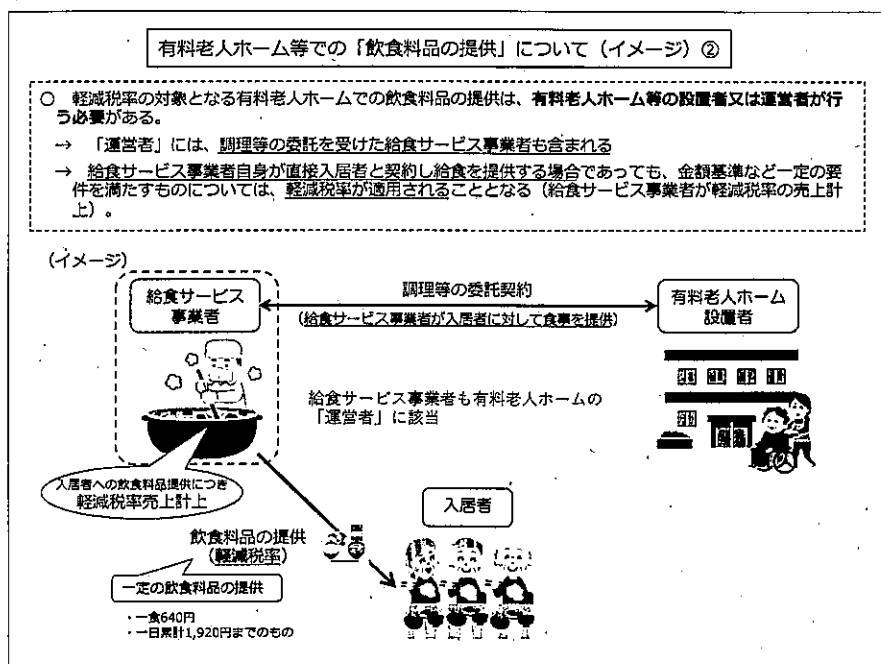 有料老人ホーム等での「飲食料品の提供」について（イメージ）②
○ 軽減税率の対象となる有料老人ホームでの飲食料品の提供は、有料老人ホーム等の設置者又は運営者が行
う必要がある。
→ 「運営者」には、調理等の委託を受けた給食サービス事業者も含まれる
→ 給食サービス事業者自身が直接入居者と契約し給食を提供する場合であっても、金額基準など一定の要
件を満たすものについては、軽減税率が適用されることとなる（給食サービス事業者が軽減税率の売上計
上）。
（イメージ）
給食サービス
事業者
調理等の委託契約
（給食サービス事業者が入居者に対して食事を提供）
有料老人ホーム
設置者
給食サービス事業者も有料老人ホームの
「運営者」に該当
入居者への飲食料品提供につき
軽減税率売上計上
入居者
飲食料品の提供
（軽減税率）
一定の飲食料品の提供
・一食640円
・一日累計1,920円までのもの